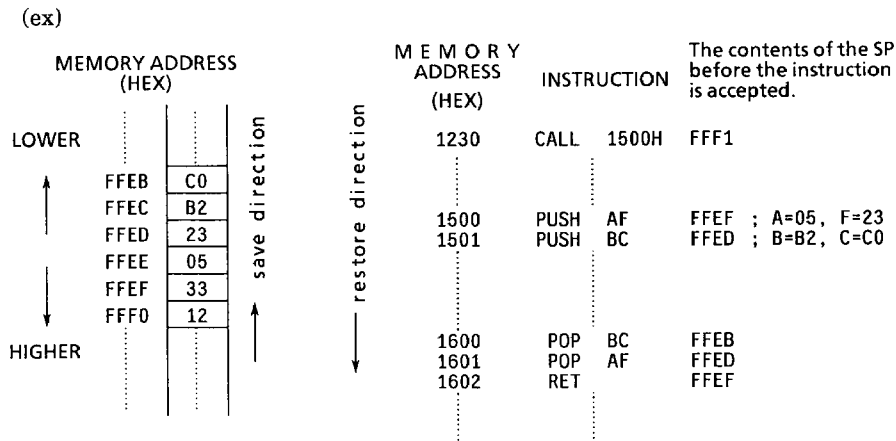 (ex)
MEMORY ADDRESS
(HEX)
LOWER
HIGHER
FFEB C0
FFEC B2
FFED 23
FFEE 05
FFEF 33
FFF0 12
save direction
restore direction
MEMORY
ADDRESS
(HEX)
INSTRUCTION
The contents of the SP
before the instruction
is accepted.
1230 CALL 1500H FFF1
1500 PUSH AF FFEF ; A=05, F=23
1501 PUSH BC FFED ; B=B2, C=C0
1600 POP BC FFEB
1601 POP AF FFED
1602 RET FFEF